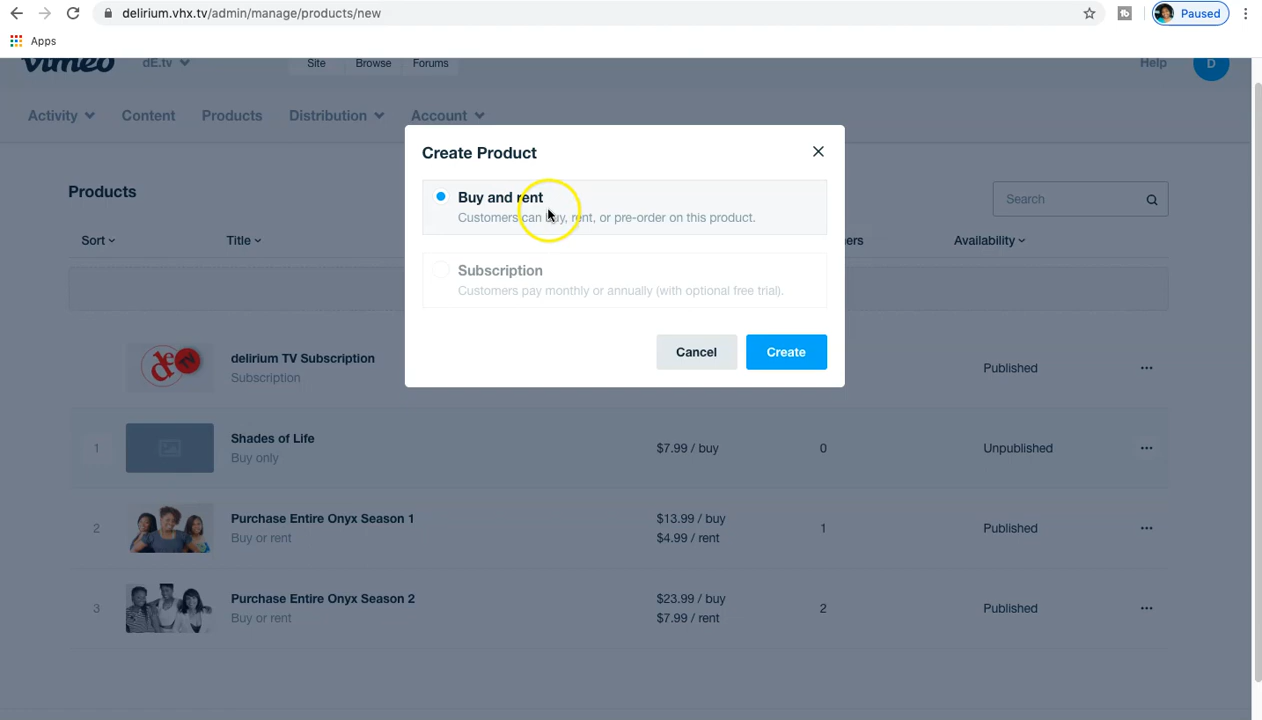 delirium.vhx.tv/admin/manage/products/new
Paused
Apps
vimeo
dE.tv
Site
Browse
Forums
Help
D
Activity
Content
Products
Distribution
Account
Create Product
Buy and rent
Customers can buy, rent, or pre-order on this product.
Subscription
Customers pay monthly or annually (with optional free trial).
Cancel
Create
Products
Search
Sort
Title
Availability
de TV
delirium TV Subscription
Subscription
Published
1
Shades of Life
Buy only
$7.99 / buy
0
Unpublished
2
Purchase Entire Onyx Season 1
Buy or rent
$13.99 / buy
$4.99 / rent
1
Published
3
Purchase Entire Onyx Season 2
Buy or rent
$23.99 / buy
$7.99 / rent
2
Published